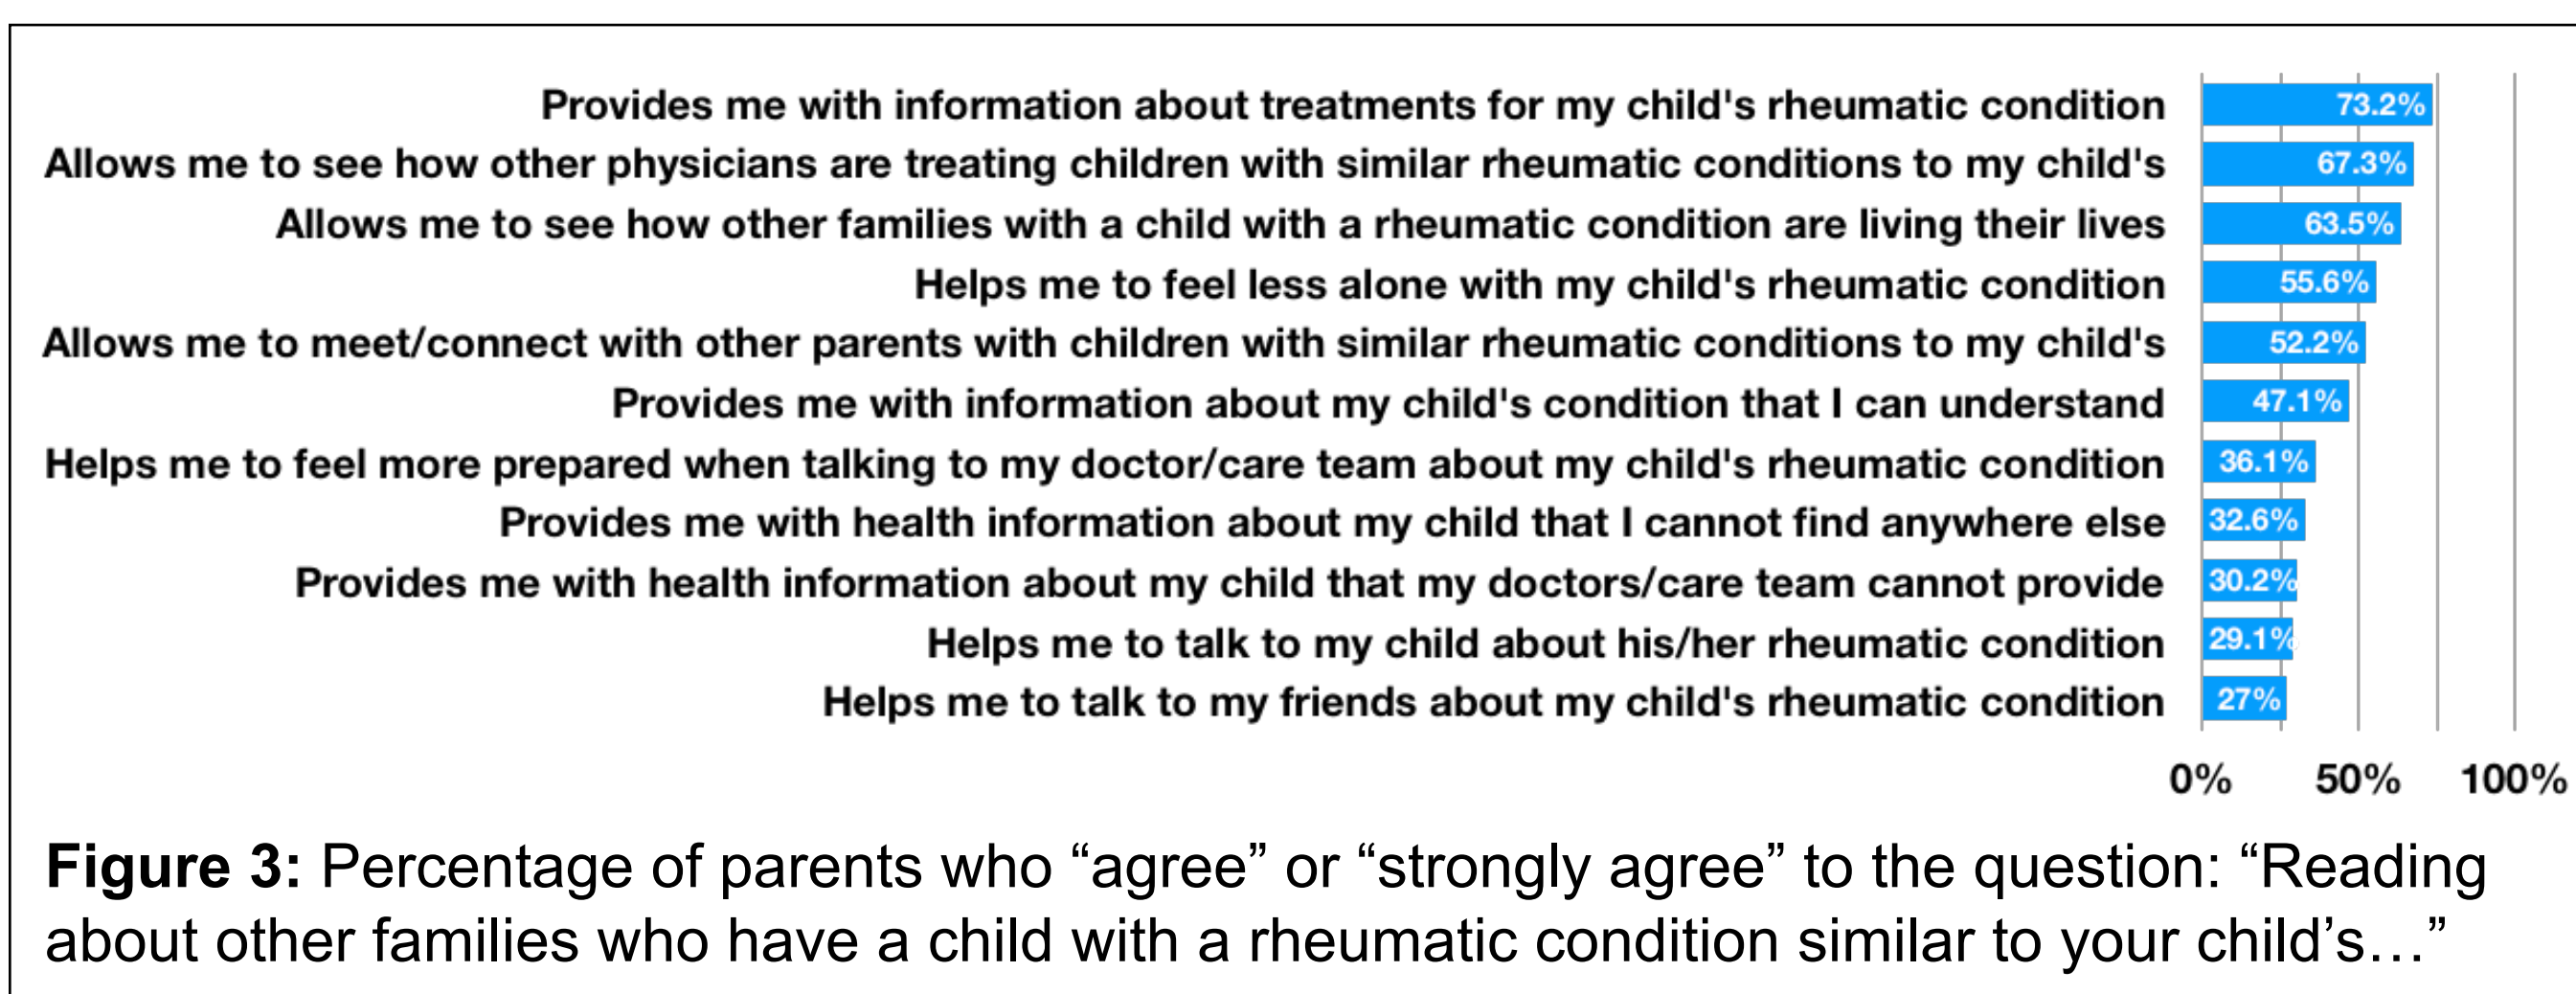 Provides me with information about treatments for my child's rheumatic condition 73.2%
Allows me to see how other physicians are treating children with similar rheumatic conditions to my child's 67.3%
Allows me to see how other families with a child with a rheumatic condition are living their lives 63.5%
Helps me to feel less alone with my child's rheumatic condition 55.6%
Allows me to meet/connect with other parents with children with similar rheumatic conditions to my child's 52.2%
Provides me with information about my child's condition that I can understand 47.1%
Helps me to feel more prepared when talking to my doctor/care team about my child's rheumatic condition 36.1%
Provides me with health information about my child that I cannot find anywhere else 32.6%
Provides me with health information about my child that my doctors/care team cannot provide 30.2%
Helps me to talk to my child about his/her rheumatic condition 29.1%
Helps me to talk to my friends about my child's rheumatic condition 27%
0% 50% 100%
Figure 3: Percentage of parents who “agree” or “strongly agree” to the question: “Reading
about other families who have a child with a rheumatic condition similar to your child’s…”